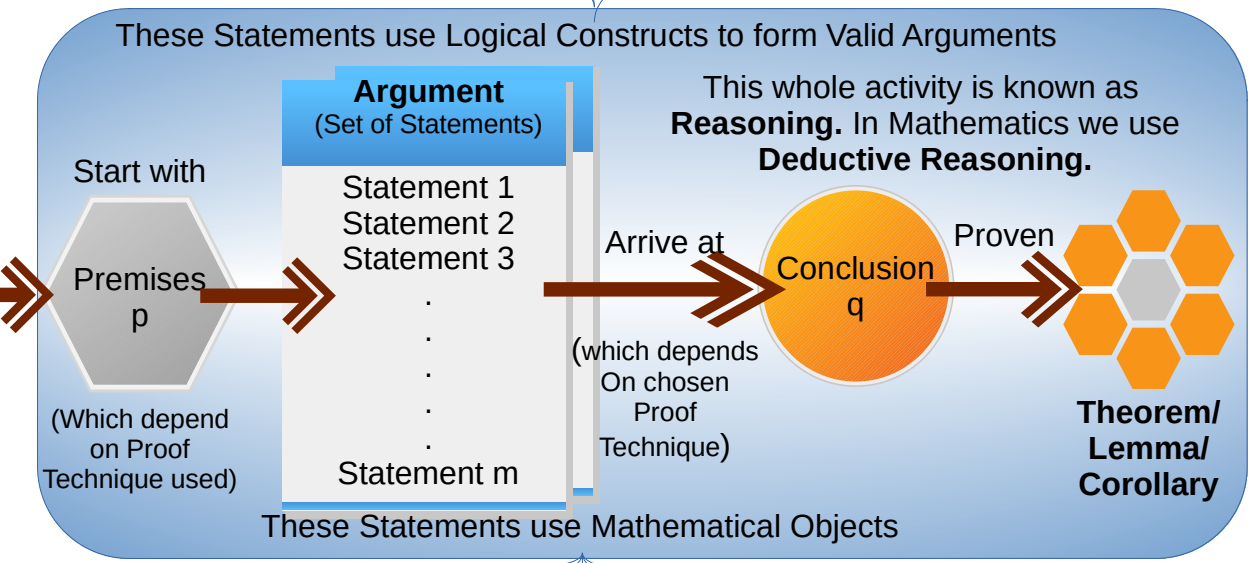 These Statements use Logical Constructs to form Valid Arguments
This whole activity is known as
Reasoning. In Mathematics we use
Deductive Reasoning.
Start with
Premises
p
(Which depend
on Proof
Technique used)
Argument
(Set of Statements)
Statement 1
Statement 2
Statement 3
.
.
.
.
.
Statement m
Arrive at
(which depends
On chosen
Proof
Technique)
Conclusion
q
Proven
Theorem/
Lemma/
Corollary
These Statements use Mathematical Objects